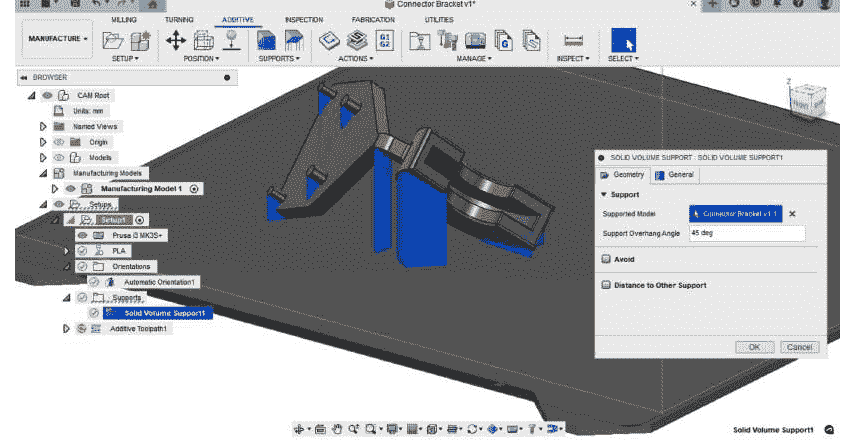 Connector Bracket v1*
MILLING TURNING ADDITIVE INSPECTION FABRICATION UTILITIES
MANUFACTURE
G1
G2
G
SETUP POSITION SUPPORTS ACTIONS MANAGE INSPECT SELECT
BROWSER
CAM Root
Units: mm
Named Views
Origin
Models
Manufacturing Models
Manufacturing Model 1
Setups
Setup1
Prusa i3 MK3S+
PLA
Orientations
Automatic Orientation1
Supports
Solid Volume Support1
Additive Toolpath1
Z
SOLID VOLUME SUPPORT : SOLID VOLUME SUPPORT1
Geometry General
Support
Supported Model Connector Bracket v1 1
Support Overhang Angle 45 deg
Avoid
Distance to Other Support
OK Cancel
Solid Volume Support1